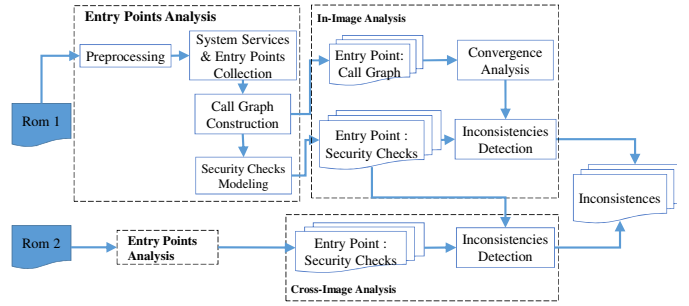 Entry Points Analysis
In-Image Analysis
Preprocessing
System Services
& Entry Points
Collection
Entry Point:
Call Graph
Convergence
Analysis
Rom 1
Call Graph
Construction
Entry Point :
Security Checks
Inconsistencies
Detection
Security Checks
Modeling
Inconsistences
Rom 2
Entry Points
Analysis
Entry Point :
Security Checks
Inconsistencies
Detection
Cross-Image Analysis